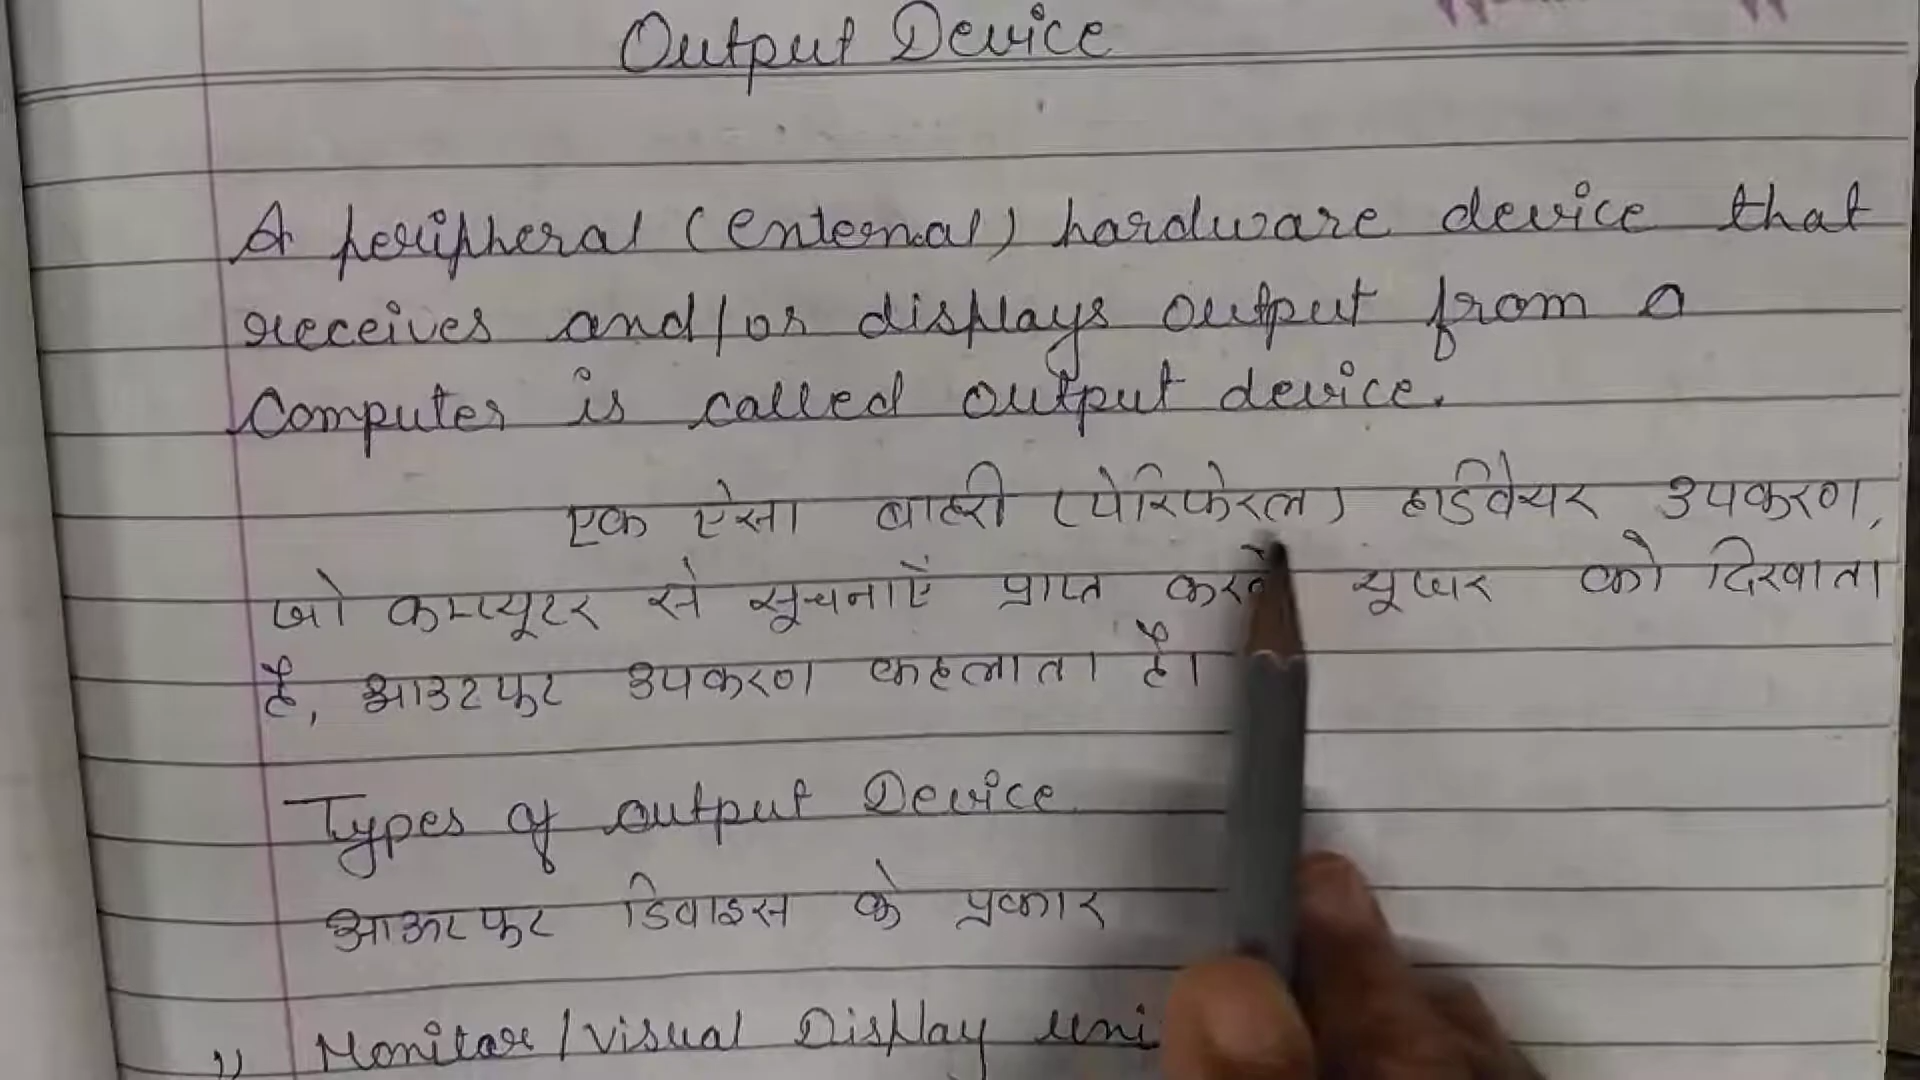 Output Device
A peripheral (external) hardware device that
receives and/or displays output from a
Computer is called output device.
एक ऐसा बाहरी (पेरिफेरल) हार्डवेयर उपकरण,
जो कम्प्यूटर से सूचनाएँ प्राप्त करके यूजर को दिखाता
है, आउटपुट उपकरण कहलाता है।
Types of output Device
आऊटपुट डिवाइस के प्रकार
1) Monitor/Visual Display